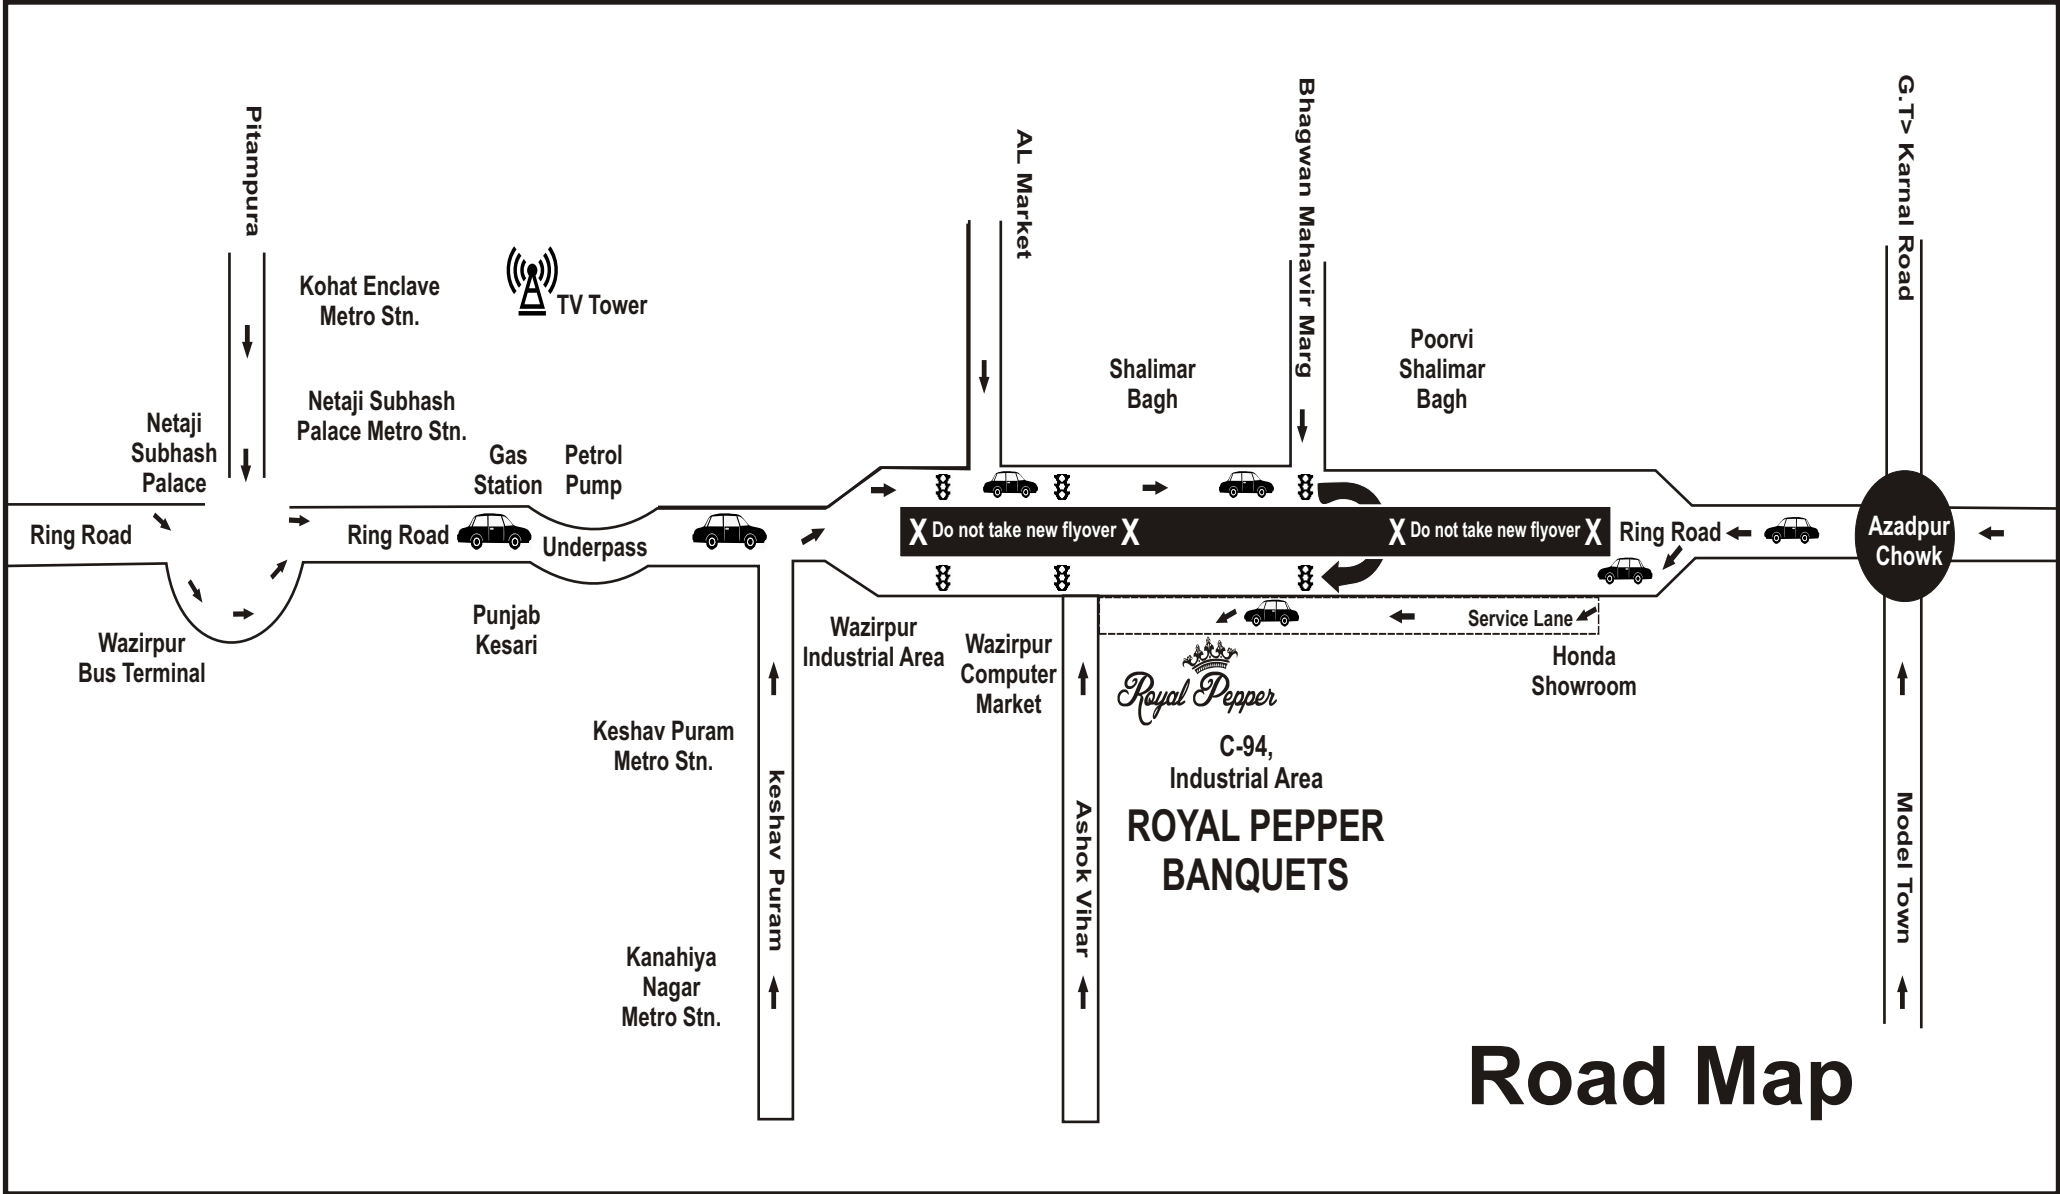 Pitampura
AL Market
Bhagwan Mahavir Marg
G.T> Karnal Road
Kohat Enclave
Metro Stn.
TV Tower
Shalimar
Bagh
Poorvi
Shalimar
Bagh
Netaji
Subhash
Palace
Netaji Subhash
Palace Metro Stn.
Gas
Station
Petrol
Pump
Ring Road
Ring Road
Underpass
X Do not take new flyover X
X Do not take new flyover X
Ring Road
Azadpur
Chowk
Wazirpur
Bus Terminal
Punjab
Kesari
Wazirpur
Industrial Area
Wazirpur
Computer
Market
Service Lane
Honda
Showroom
Royal Pepper
C-94,
Industrial Area
ROYAL PEPPER
BANQUETS
Keshav Puram
Metro Stn.
keshav Puram
Ashok Vihar
Model Town
Kanahiya
Nagar
Metro Stn.
Road Map